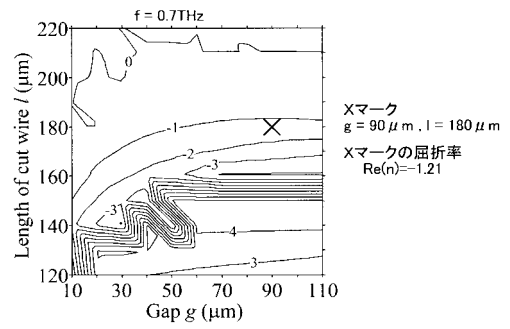 f = 0.7THz
Length of cut wire l (μm)
220
200
180
160
140
120
0
-1
-2
-3
-3
4
3
10
30
50
70
90
110
Gap g (μm)
Xマーク
g = 90μm , l = 180μm
Xマークの屈折率
Re(n)=-1.21